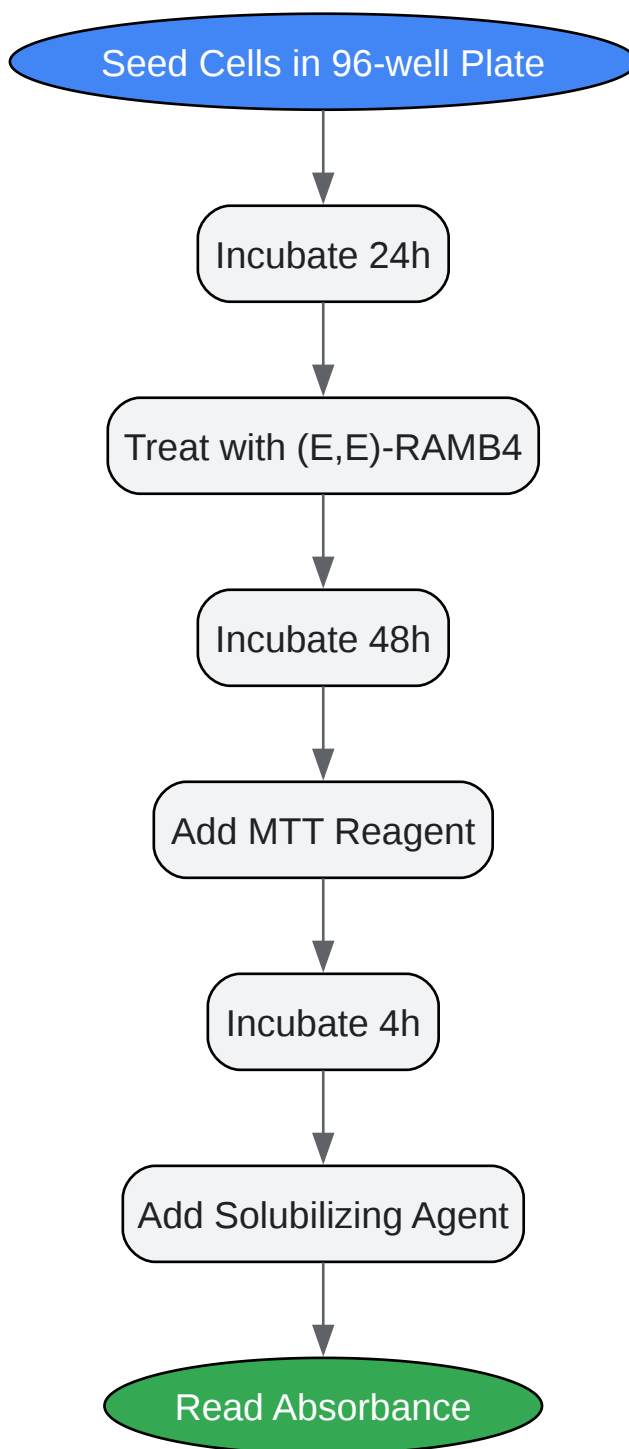 Seed Cells in 96-well Plate
Incubate 24h
Treat with (E,E)-RAMB4
Incubate 48h
Add MTT Reagent
Incubate 4h
Add Solubilizing Agent
Read Absorbance